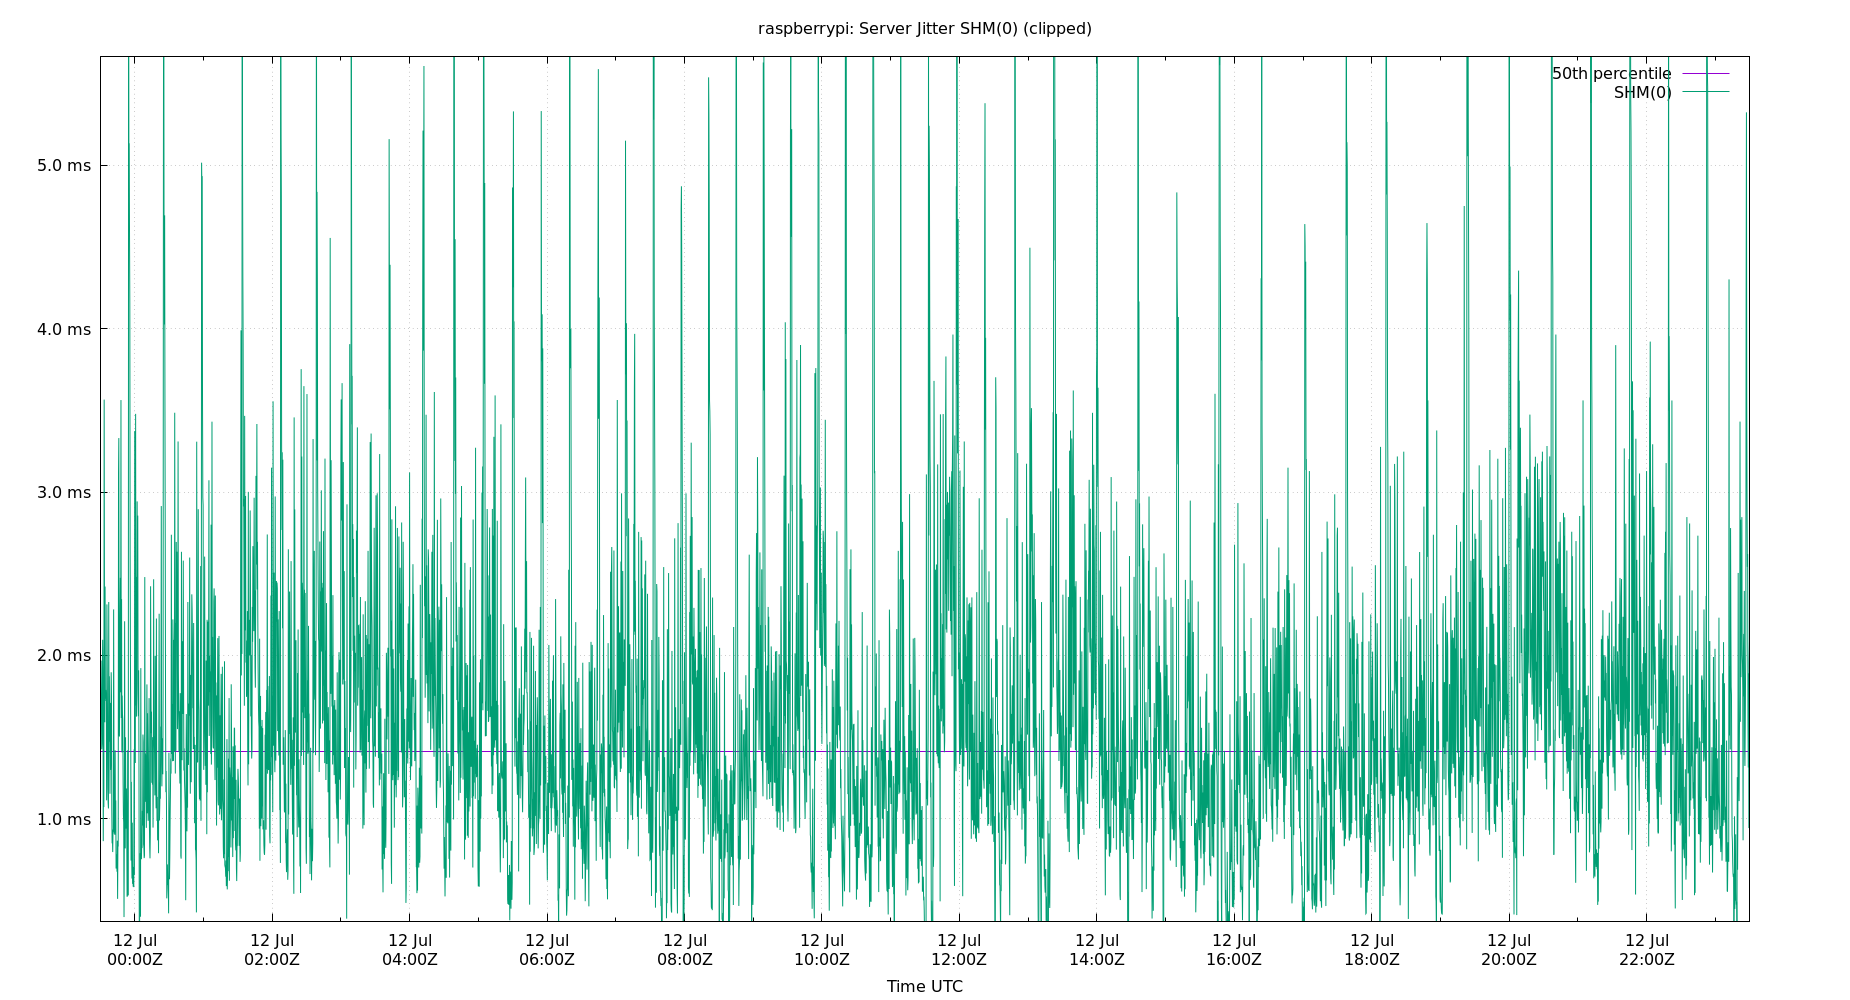 raspberrypi: Server Jitter SHM(0) (clipped)
50th percentile
SHM(0)
5.0 ms
4.0 ms
3.0 ms
2.0 ms
1.0 ms
12 Jul 12 Jul 12 Jul 12 Jul 12 Jul 12 Jul 12 Jul 12 Jul 12 Jul 12 Jul 12 Jul 12 Jul
00:00Z 02:00Z 04:00Z 06:00Z 08:00Z 10:00Z 12:00Z 14:00Z 16:00Z 18:00Z 20:00Z 22:00Z
Time UTC